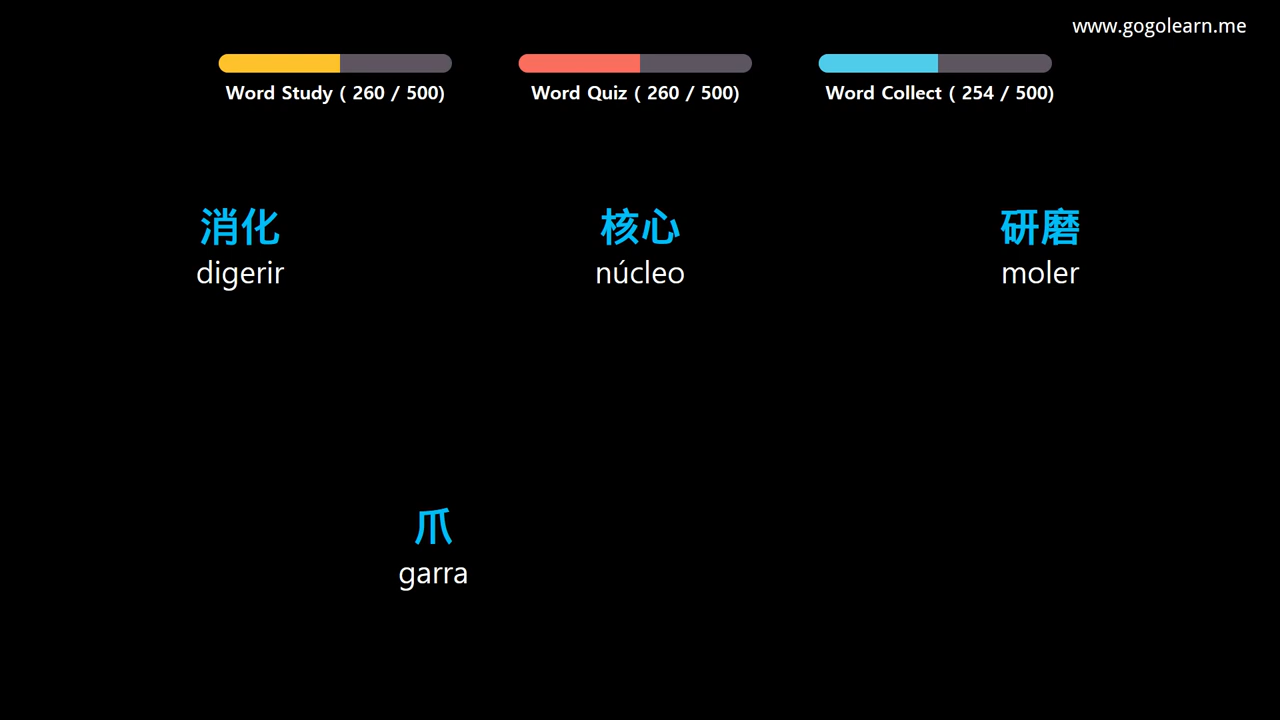 www.gogolearn.me
Word Study ( 260 / 500)
Word Quiz ( 260 / 500)
Word Collect ( 254 / 500)
消化
digerir
核心
núcleo
研磨
moler
爪
garra